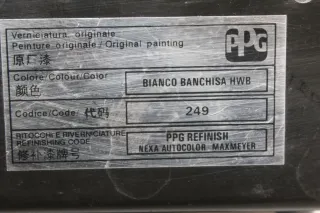 Verniciatura originale
Peinture originale/Original painting
原厂漆
PPG
Colore/Colour/Color
颜色
BIANCO BANCHISA HWB
Codice/Code 代码
249
RITOCCHI E RIVERNICIATURE
REFINISHING CODE
修补漆牌号
PPG REFINISH
NEXA AUTOCOLOR MAXMEYER